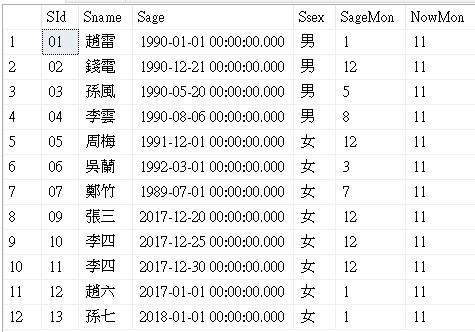 SId Sname Sage Ssex SageMon NowMon
1 01 趙雷 1990-01-01 00:00:00.000 男 1 11
2 02 錢電 1990-12-21 00:00:00.000 男 12 11
3 03 孫風 1990-05-20 00:00:00.000 男 5 11
4 04 李雲 1990-08-06 00:00:00.000 男 8 11
5 05 周梅 1991-12-01 00:00:00.000 女 12 11
6 06 吳蘭 1992-03-01 00:00:00.000 女 3 11
7 07 鄭竹 1989-07-01 00:00:00.000 女 7 11
8 09 張三 2017-12-20 00:00:00.000 女 12 11
9 10 李四 2017-12-25 00:00:00.000 女 12 11
10 11 李四 2017-12-30 00:00:00.000 女 12 11
11 12 趙六 2017-01-01 00:00:00.000 女 1 11
12 13 孫七 2018-01-01 00:00:00.000 女 1 11